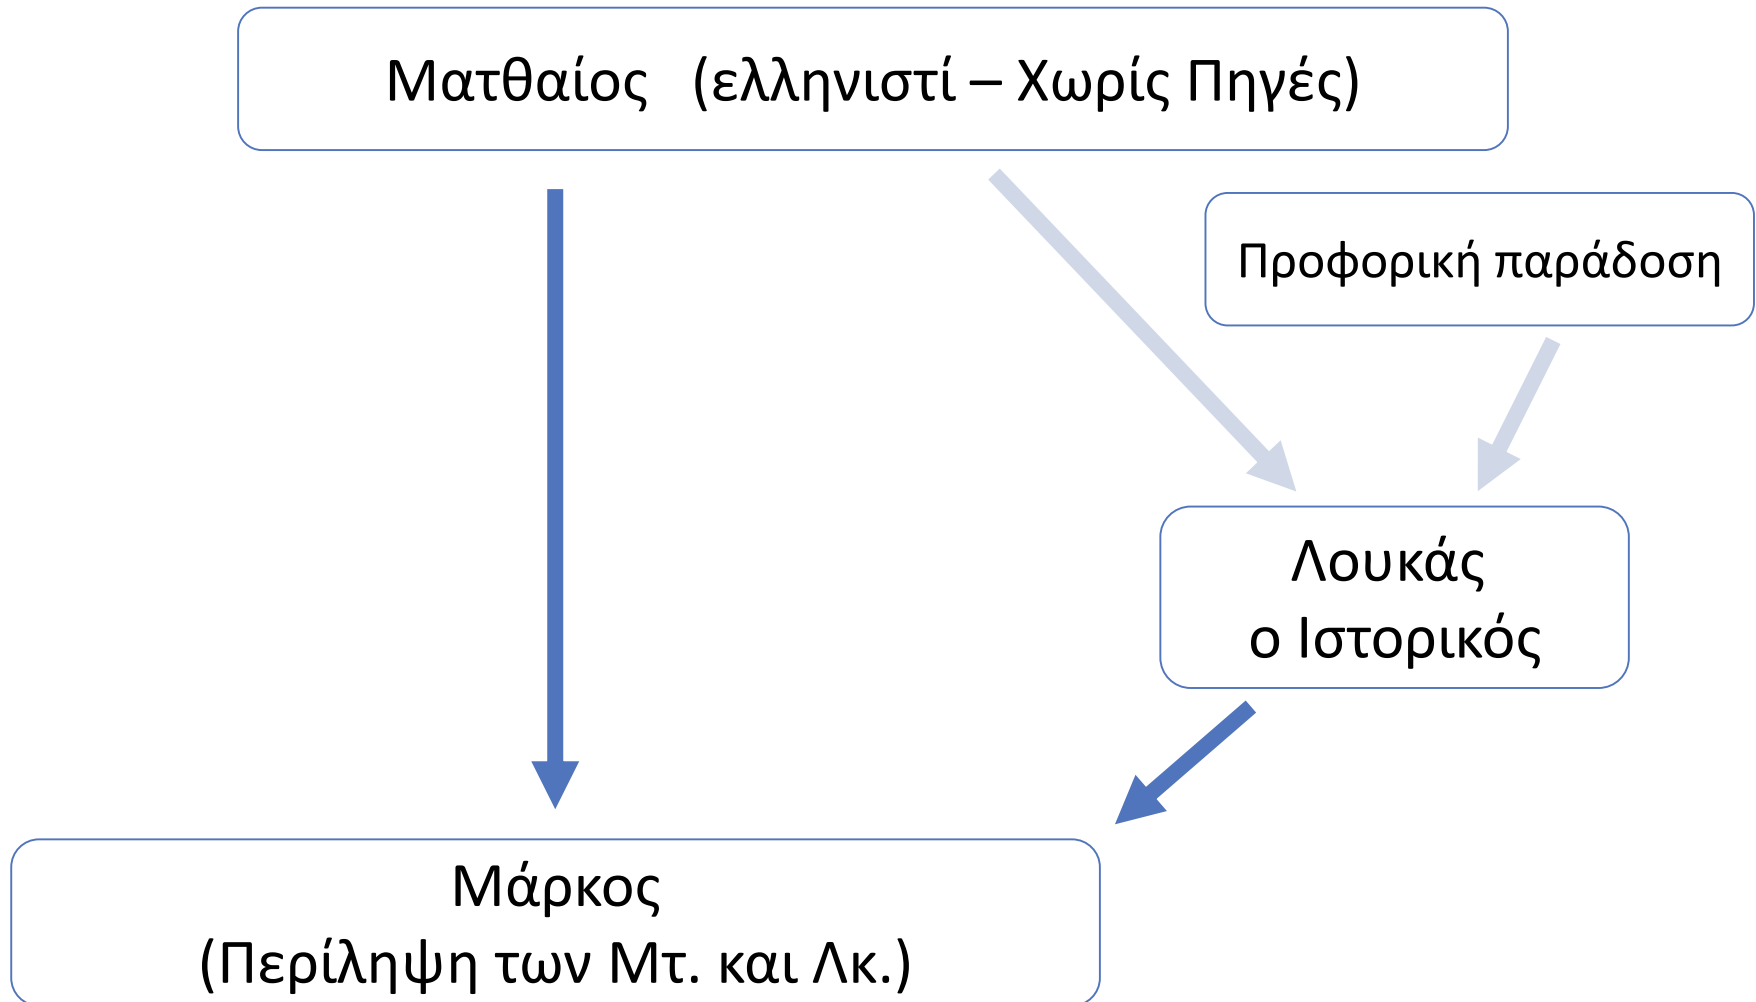 Ματθαίος (ελληνιστί – Χωρίς Πηγές)
Προφορική παράδοση
Λουκάς
ο Ιστορικός
Μάρκος
(Περίληψη των Μτ. και Λκ.)